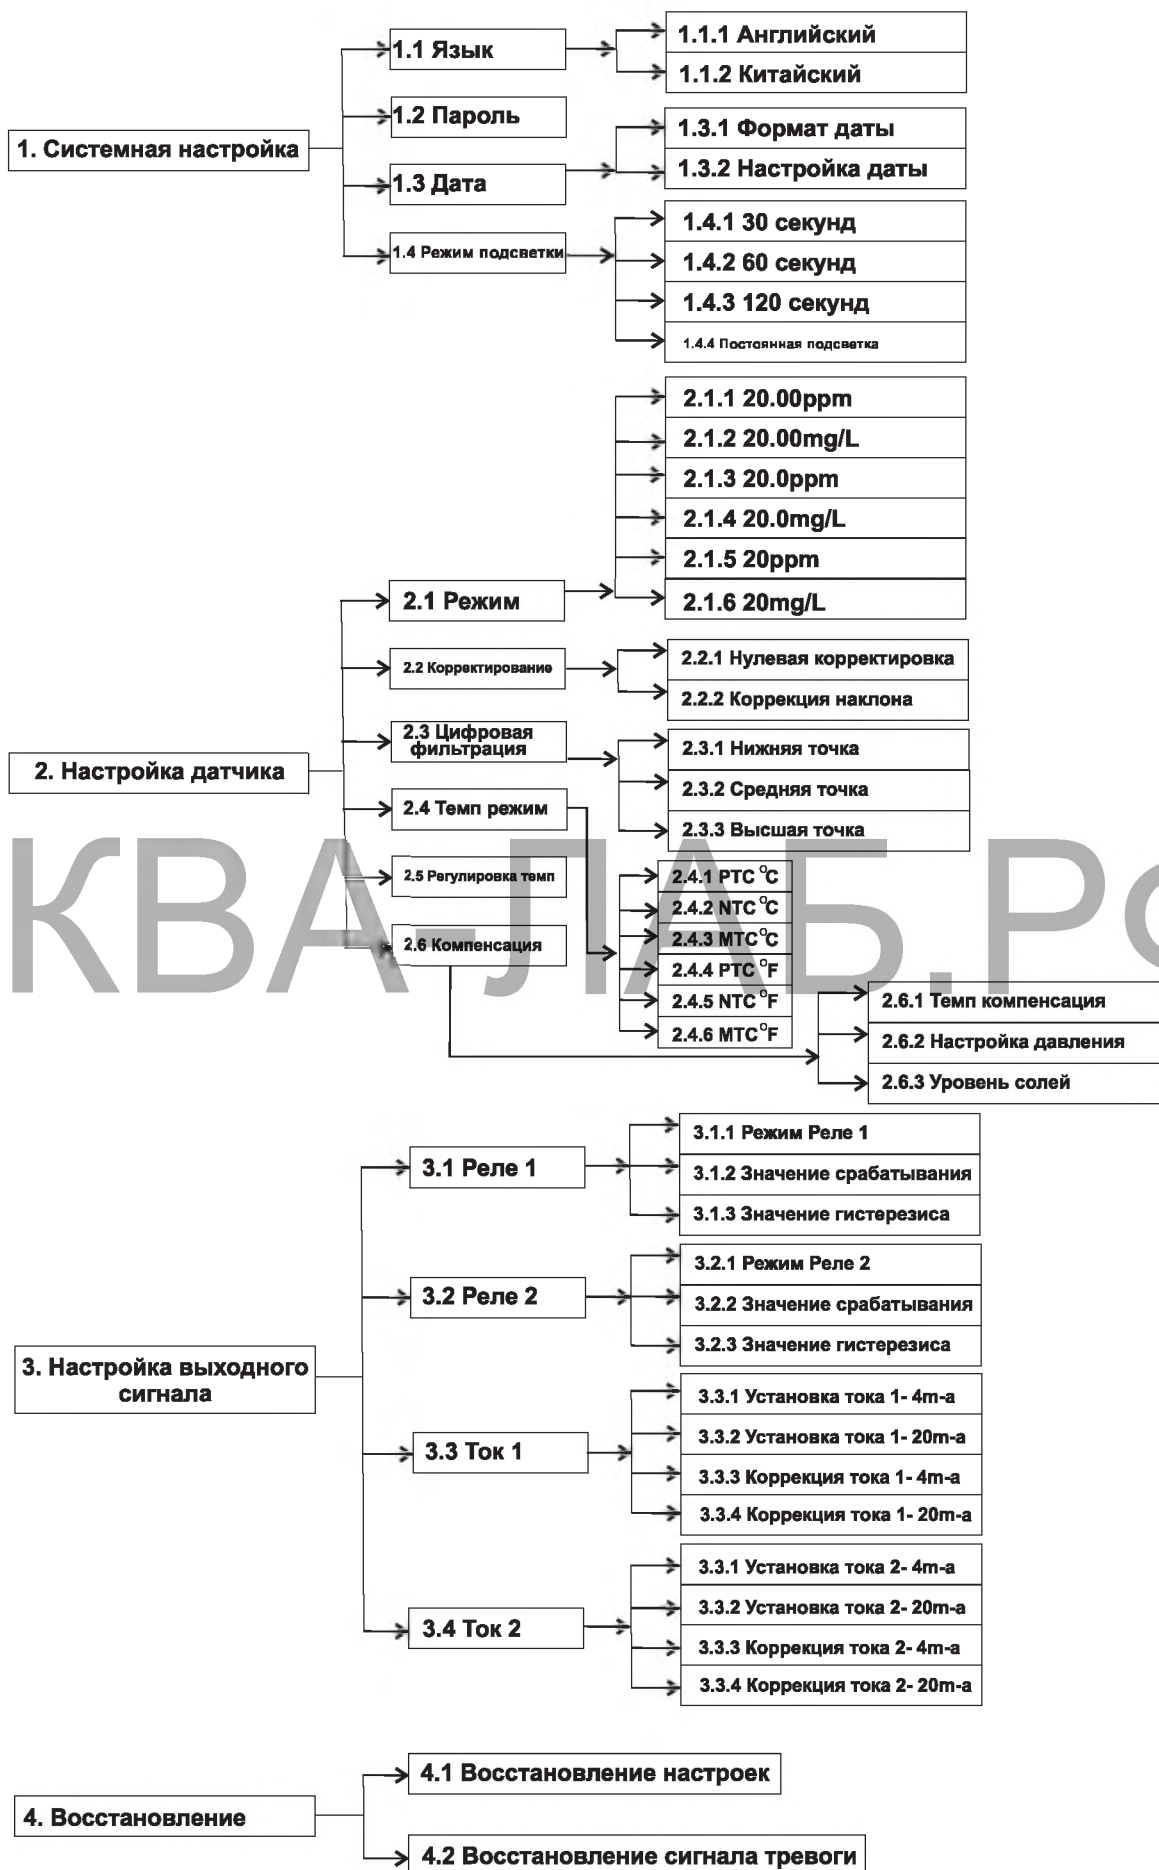 1. Системная настройка
1.1 Язык
1.1.1 Английский
1.1.2 Китайский
1.2 Пароль
1.3 Дата
1.3.1 Формат даты
1.3.2 Настройка даты
1.4 Режим подсветки
1.4.1 30 секунд
1.4.2 60 секунд
1.4.3 120 секунд
1.4.4 Постоянная подсветка
2. Настройка датчика
2.1 Режим
2.1.1 20.00ppm
2.1.2 20.00mg/L
2.1.3 20.0ppm
2.1.4 20.0mg/L
2.1.5 20ppm
2.1.6 20mg/L
2.2 Корректирование
2.2.1 Нулевая корректировка
2.2.2 Коррекция наклона
2.3 Цифровая
фильтрация
2.3.1 Нижняя точка
2.3.2 Средняя точка
2.3.3 Высшая точка
2.4 Темп режим
2.4.1 PTC °C
2.4.2 NTC °C
2.4.3 MTC °C
2.4.4 PTC °F
2.4.5 NTC °F
2.4.6 MTC °F
2.5 Регулировка темп
2.6 Компенсация
2.6.1 Темп компенсация
2.6.2 Настройка давления
2.6.3 Уровень солей
КВА-ЛАБ.РФ
3. Настройка выходного
сигнала
3.1 Реле 1
3.1.1 Режим Реле 1
3.1.2 Значение срабатывания
3.1.3 Значение гистерезиса
3.2 Реле 2
3.2.1 Режим Реле 2
3.2.2 Значение срабатывания
3.2.3 Значение гистерезиса
3.3 Ток 1
3.3.1 Установка тока 1- 4m-a
3.3.2 Установка тока 1- 20m-a
3.3.3 Коррекция тока 1- 4m-a
3.3.4 Коррекция тока 1- 20m-a
3.4 Ток 2
3.3.1 Установка тока 2- 4m-a
3.3.2 Установка тока 2- 20m-a
3.3.3 Коррекция тока 2- 4m-a
3.3.4 Коррекция тока 2- 20m-a
4. Восстановление
4.1 Восстановление настроек
4.2 Восстановление сигнала тревоги